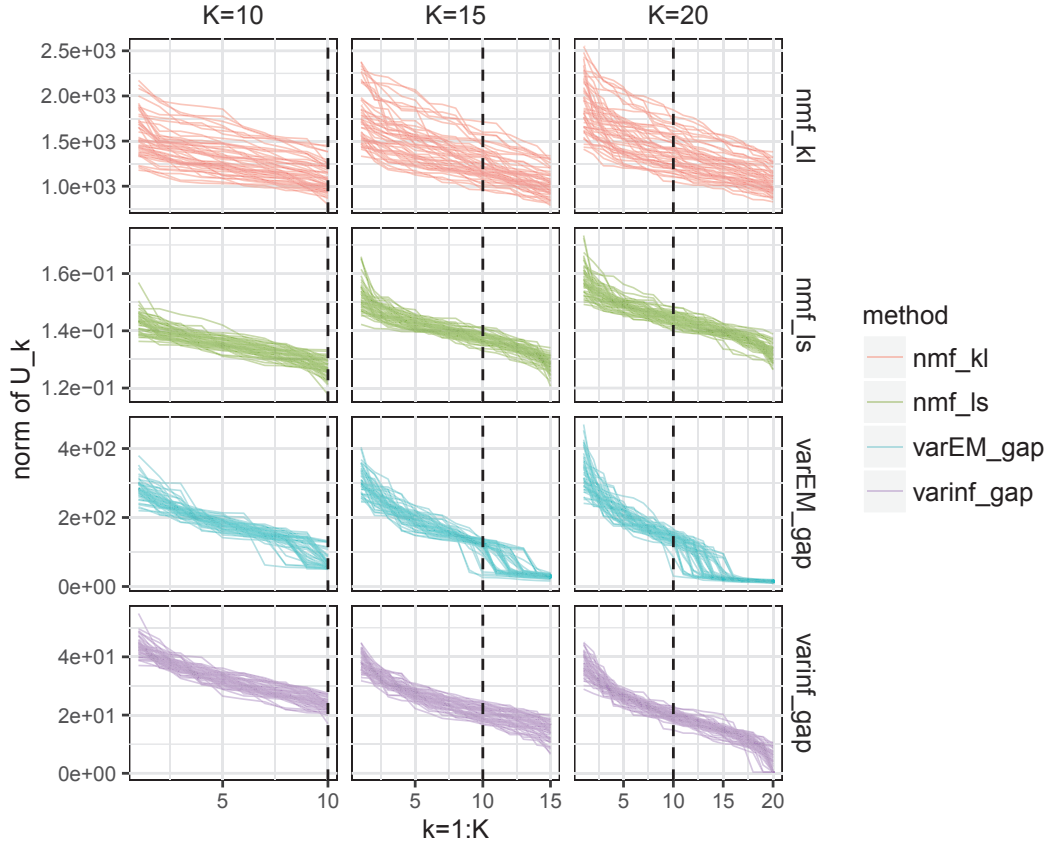 K=10 K=15 K=20
2.5e+03
2.0e+03
1.5e+03
1.0e+03
nmf_kl
1.6e−01
1.4e−01
1.2e−01
nmf_ls
4e+02
2e+02
0e+00
varEM_gap
4e+01
2e+01
0e+00
varinf_gap
5 10 5 10 15 5 10 15 20
k=1:K
norm of U_k
method
nmf_kl
nmf_ls
varEM_gap
varinf_gap